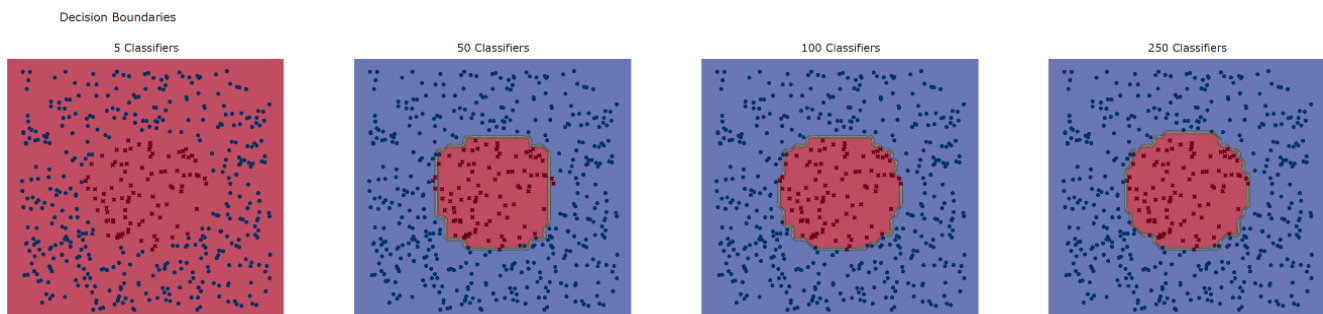 Decision Boundaries
5 Classifiers
50 Classifiers
100 Classifiers
250 Classifiers